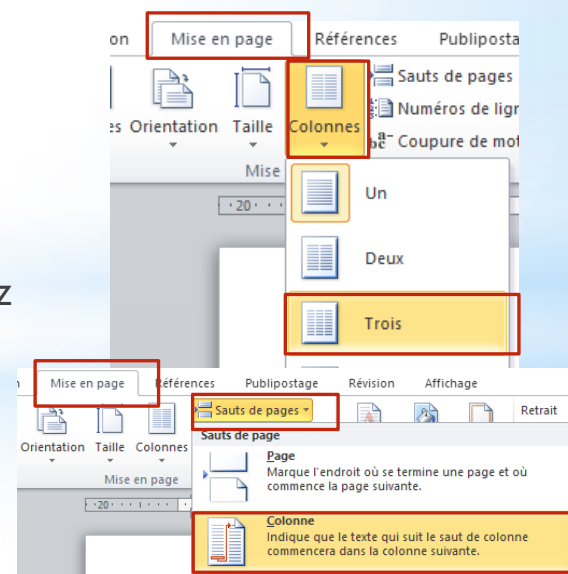 on Mise en page Références Publiposta
Sauts de pages
Numéros de ligr
es Orientation Taille Colonnes
Coupure de mot
Mise
20
Un
Deux
z
Trois
Mise en page Références Publipostage Révision Affichage
Sauts de pages
Retrait
Orientation Taille Colonnes
Sauts de page
Page
Marque l'endroit où se termine une page et où
commence la page suivante.
Mise en page
20
Colonne
Indique que le texte qui suit le saut de colonne
commencera dans la colonne suivante.